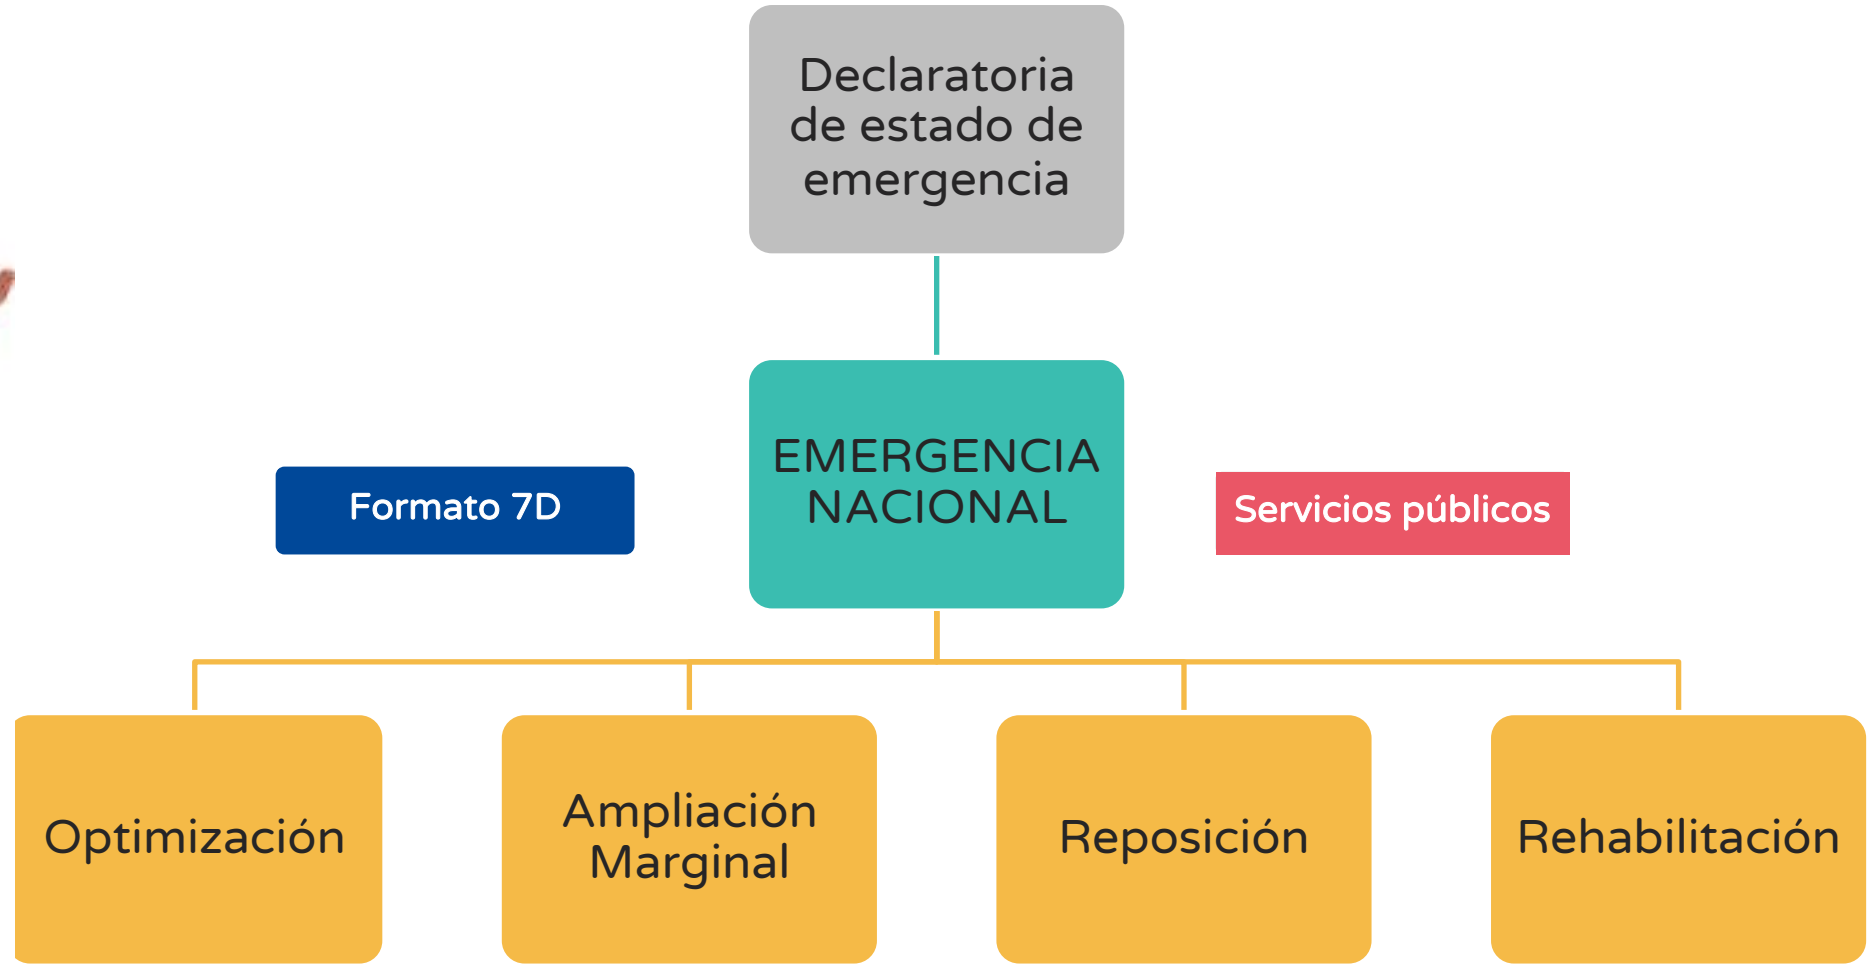 Declaratoria
de estado de
emergencia
EMERGENCIA
NACIONAL
Formato 7D
Servicios públicos
Optimización
Ampliación
Marginal
Reposición
Rehabilitación